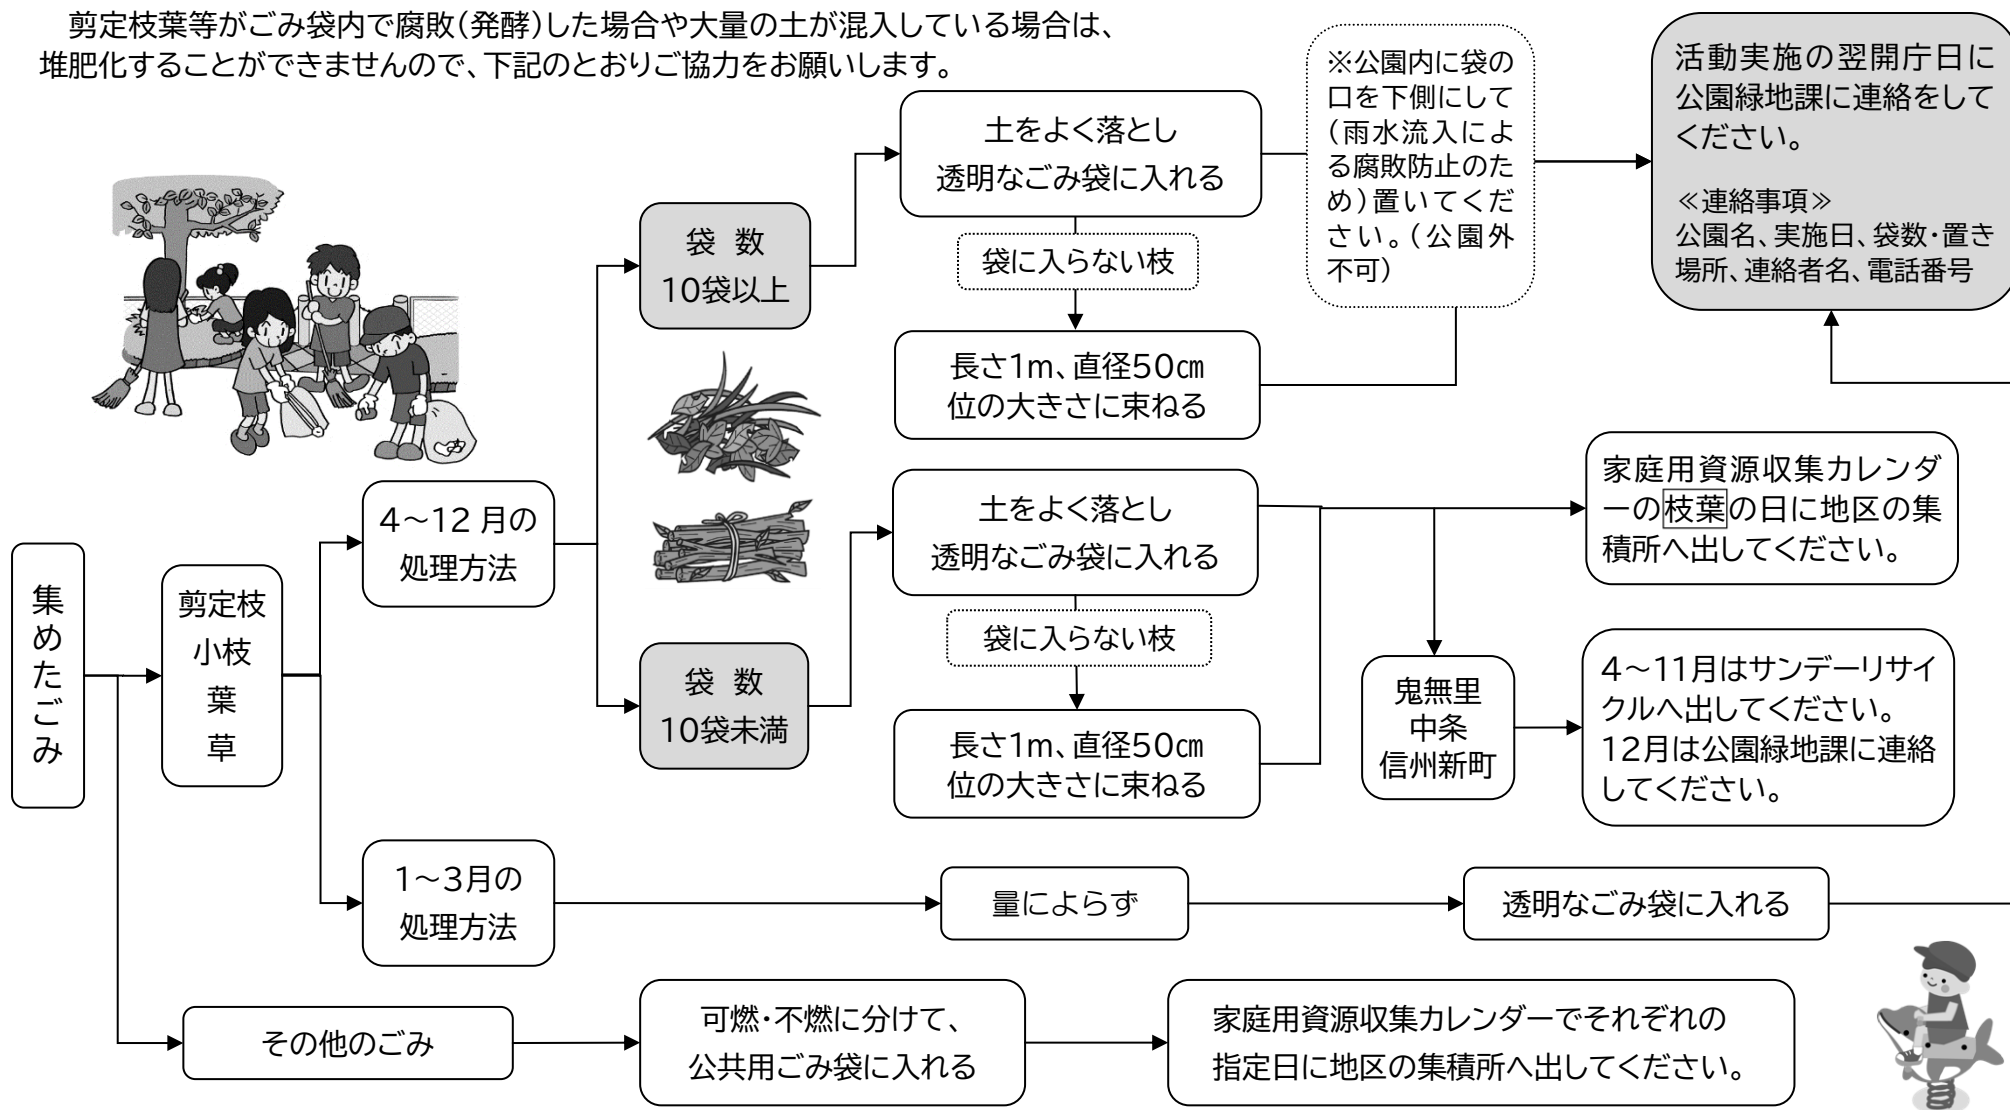 剪定枝葉等がごみ袋内で腐敗(発酵)した場合や大量の土が混入している場合は、
堆肥化することができませんので、下記のとおりご協力をお願いします。
集めたごみ
剪定枝
小枝
葉
草
4～12月の
処理方法
袋 数
10袋以上
土をよく落とし
透明なごみ袋に入れる
袋に入らない枝
長さ1m、直径50㎝
位の大きさに束ねる
※公園内に袋の
口を下側にして
(雨水流入によ
る腐敗防止のた
め)置いてくだ
さい。(公園外
不可)
活動実施の翌開庁日に
公園緑地課に連絡をして
ください。
≪連絡事項≫
公園名、実施日、袋数・置き
場所、連絡者名、電話番号
袋 数
10袋未満
土をよく落とし
透明なごみ袋に入れる
袋に入らない枝
長さ1m、直径50㎝
位の大きさに束ねる
家庭用資源収集カレンダ
ーの枝葉の日に地区の集
積所へ出してください。
鬼無里
中条
信州新町
4～11月はサンデーリサイ
クルへ出してください。
12月は公園緑地課に連絡
してください。
1～3月の
処理方法
量によらず
透明なごみ袋に入れる
その他のごみ
可燃・不燃に分けて、
公共用ごみ袋に入れる
家庭用資源収集カレンダーでそれぞれの
指定日に地区の集積所へ出してください。